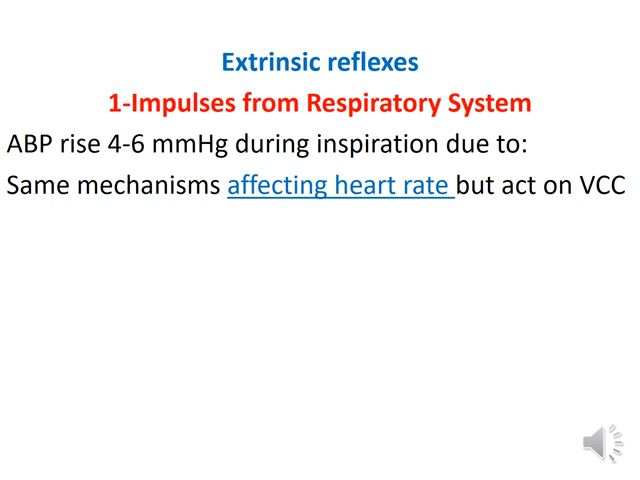 Extrinsic reflexes
1-Impulses from Respiratory System
ABP rise 4-6 mmHg during inspiration due to:
Same mechanisms affecting heart rate but act on VCC